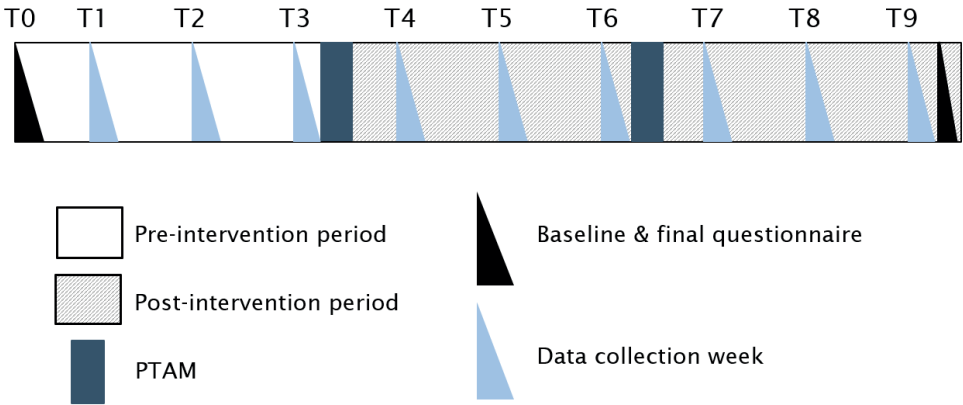 T0 T1 T2 T3 T4 T5 T6 T7 T8 T9
Pre-intervention period
Post-intervention period
PTAM
Baseline & final questionnaire
Data collection week